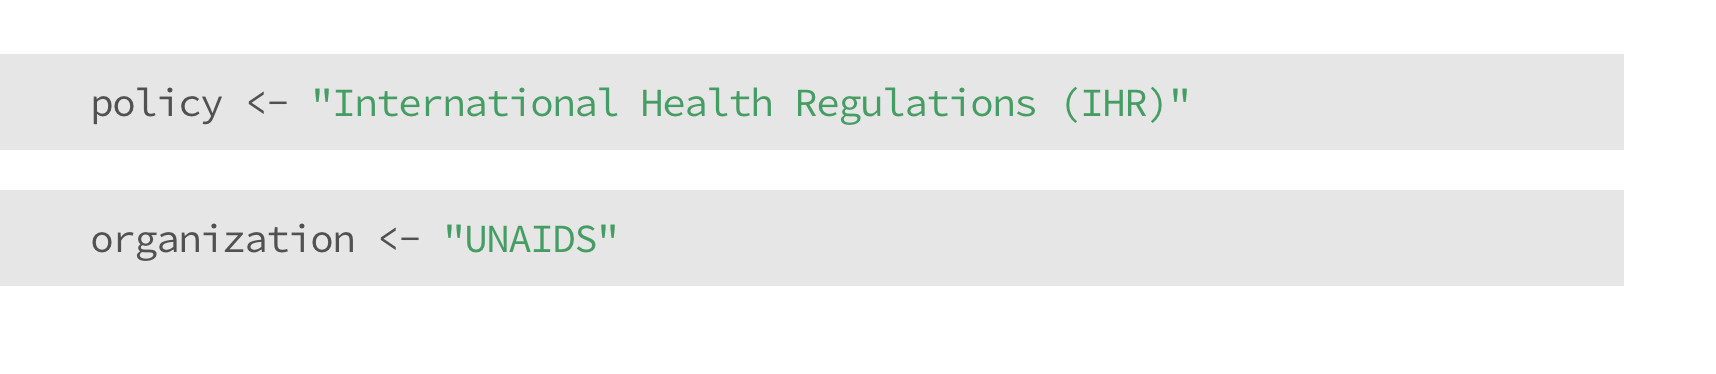 policy <- "International Health Regulations (IHR)"
organization <- "UNAIDS"